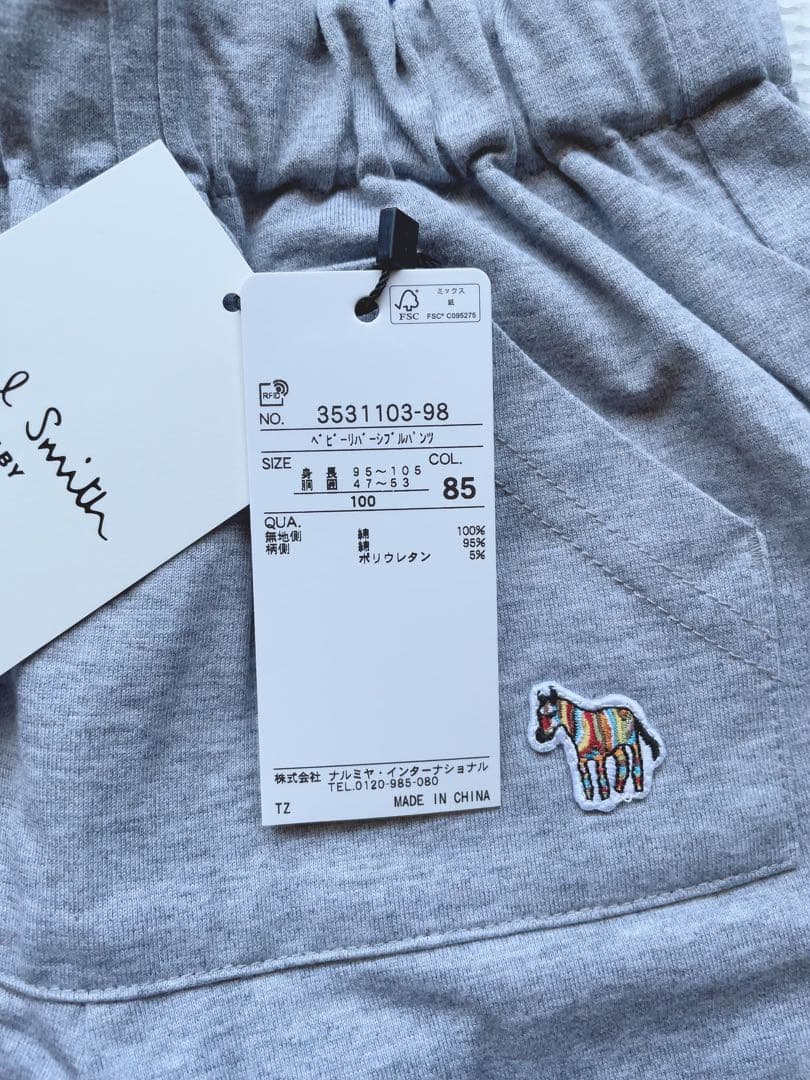 Smith
BY
ミックス
紙
FSC
FSC® C095275
RFID
NO. 3531103-98
ﾍﾞﾋﾞｰﾘﾊﾞｰｼﾌﾞﾙﾊﾟﾝﾂ
SIZE COL.
身長 95～105
胴囲 47～53
100
85
QUA.
無地側 綿 100%
柄側 綿 95%
ポリウレタン 5%
株式会社 ナルミヤ・インターナショナル
TEL.0120-985-080
TZ MADE IN CHINA